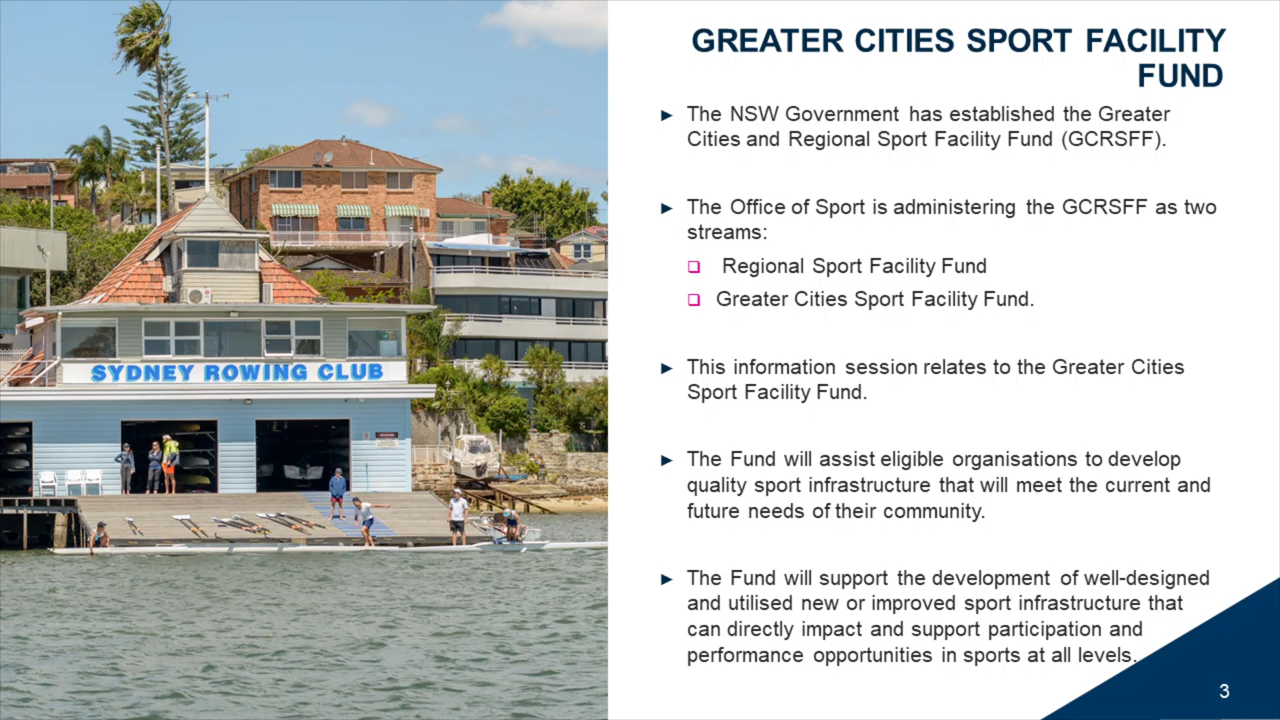 GREATER CITIES SPORT FACILITY
FUND
► The NSW Government has established the Greater
Cities and Regional Sport Facility Fund (GCRSFF).
► The Office of Sport is administering the GCRSFF as two
streams:
❑ Regional Sport Facility Fund
❑ Greater Cities Sport Facility Fund.
► This information session relates to the Greater Cities
Sport Facility Fund.
► The Fund will assist eligible organisations to develop
quality sport infrastructure that will meet the current and
future needs of their community.
► The Fund will support the development of well-designed
and utilised new or improved sport infrastructure that
can directly impact and support participation and
performance opportunities in sports at all levels.
3
SYDNEY ROWING CLUB